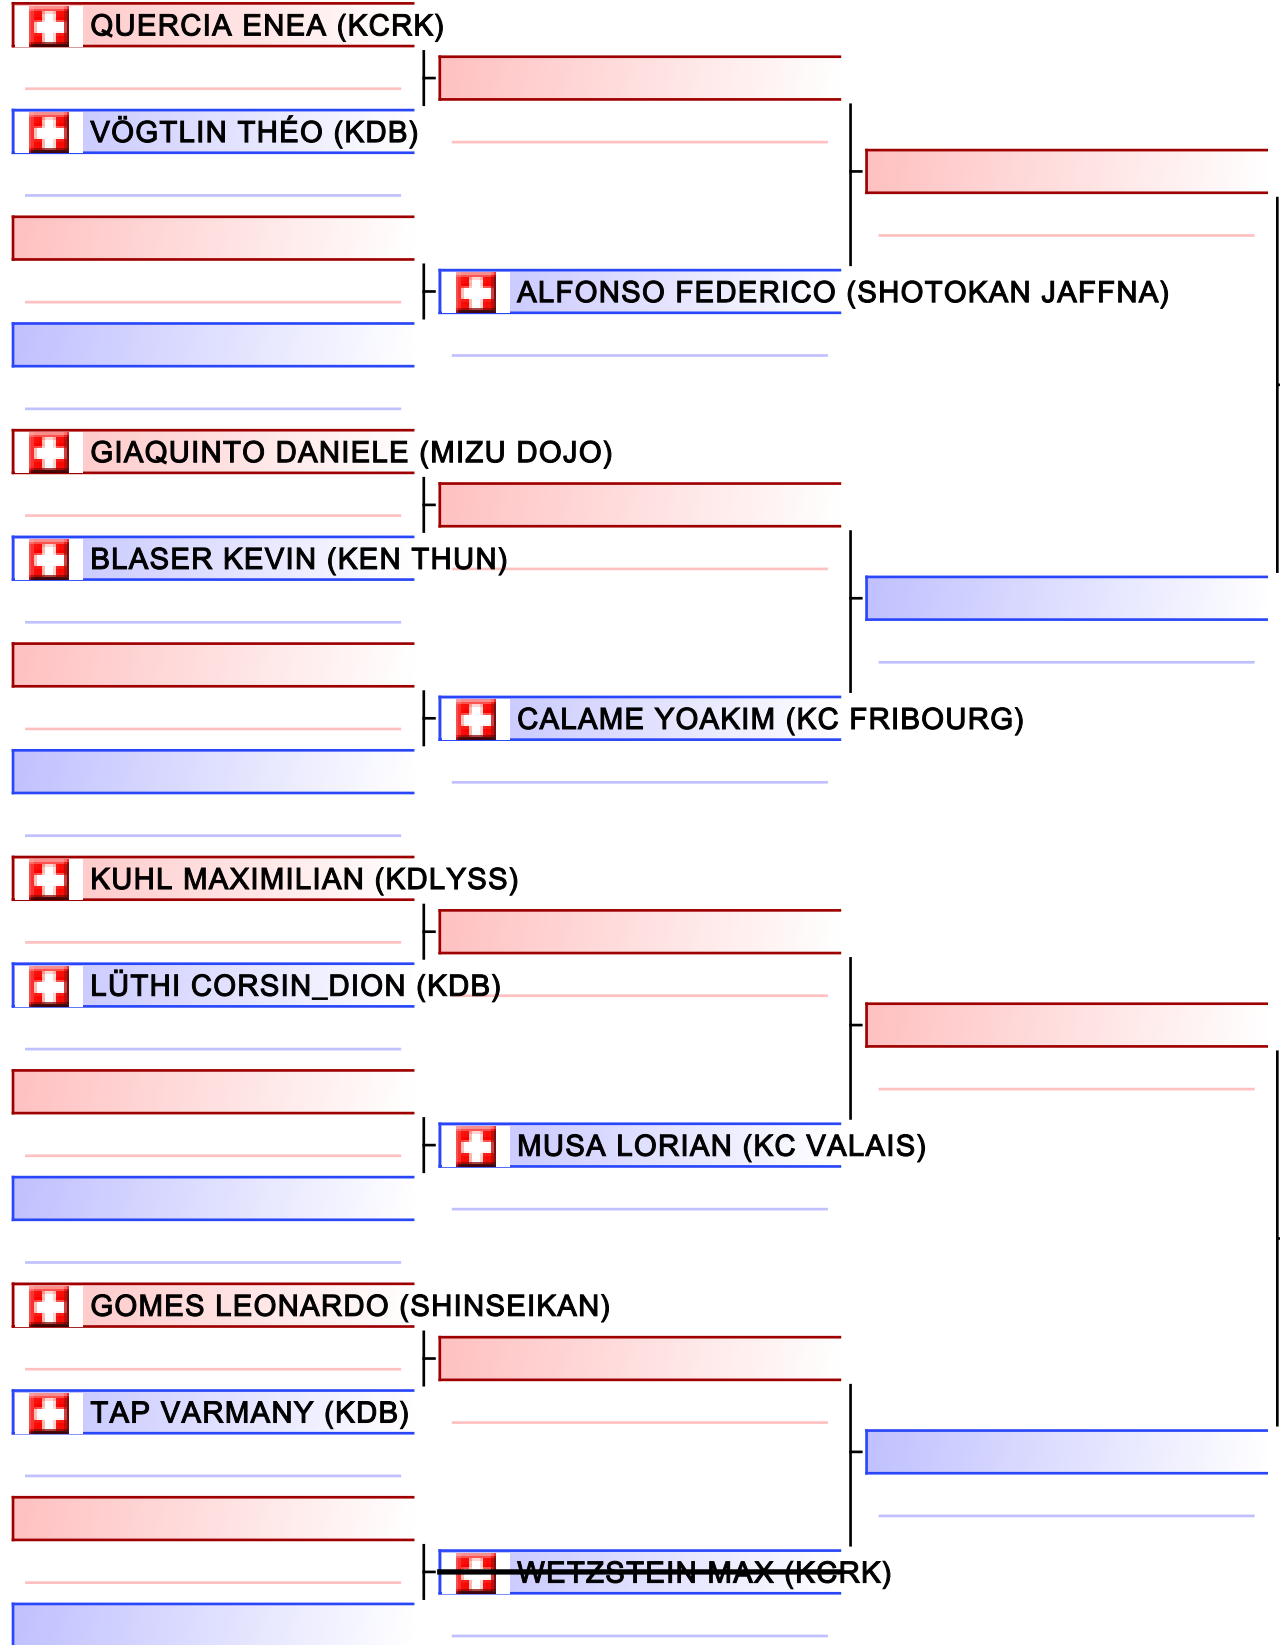 QUERCIA ENEA (KCRK)
VÖGTLIN THÉO (KDB)
ALFONSO FEDERICO (SHOTOKAN JAFFNA)
GIAQUINTO DANIELE (MIZU DOJO)
BLASER KEVIN (KEN THUN)
CALAME YOAKIM (KC FRIBOURG)
KUHL MAXIMILIAN (KDLYSS)
LÜTHI CORSIN_DION (KDB)
MUSA LORIAN (KC VALAIS)
GOMES LEONARDO (SHINSEIKAN)
TAP VARMANY (KDB)
WETZSTEIN MAX (KCRK)